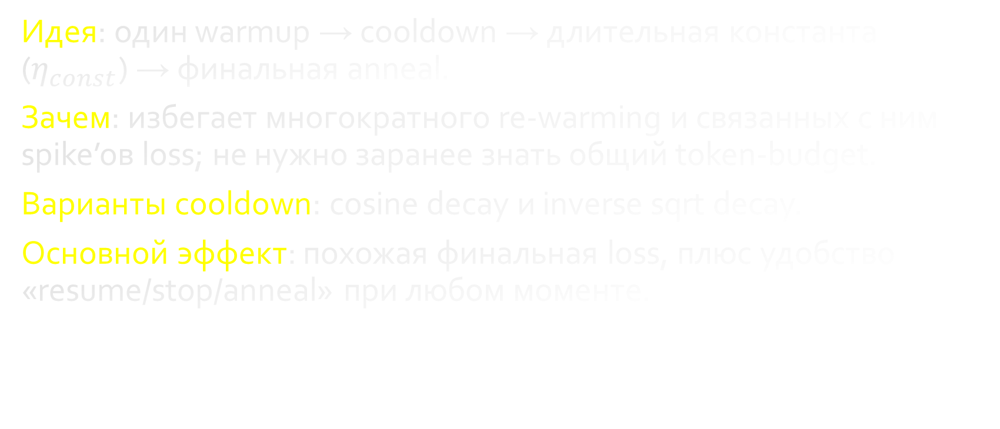 Идея: один warmup → cooldown → длительная константа
(η_const) → финальная anneal.
Зачем: избегает многократного re-warming и связанных с ним
spike’ов loss; не нужно заранее знать общий token-budget.
Варианты cooldown: cosine decay и inverse sqrt decay.
Основной эффект: похожая финальная loss, плюс удобство
«resume/stop/anneal» при любом моменте.